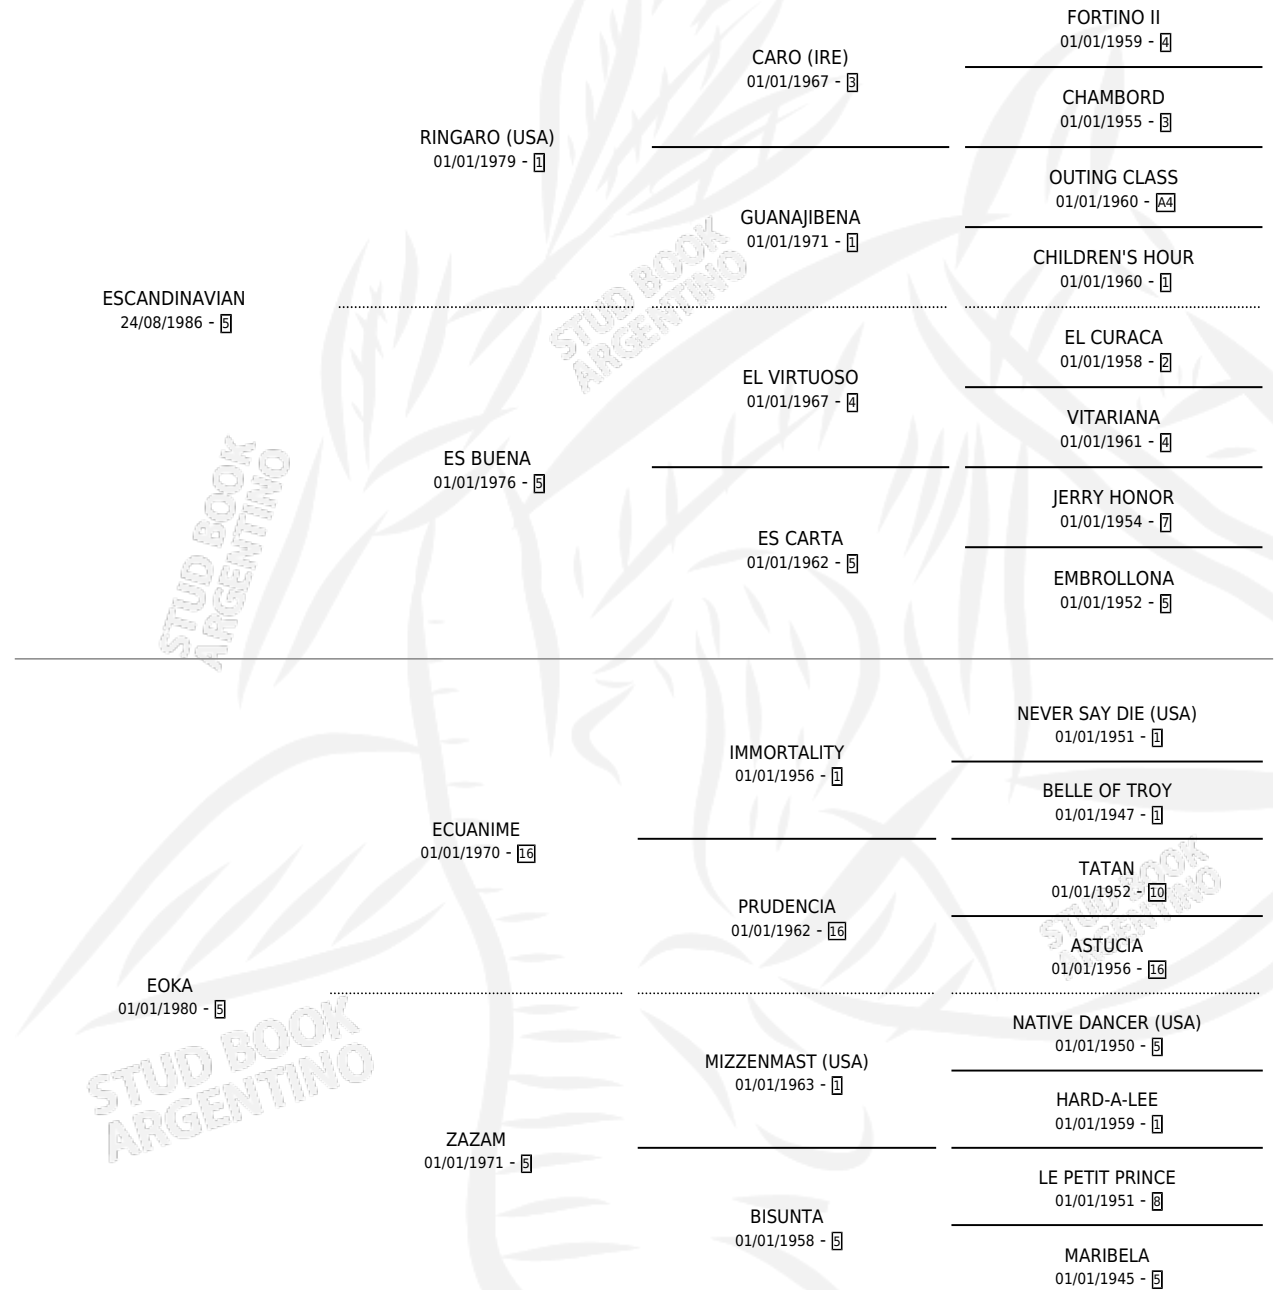 FORTINO II
01/01/1959 - 4
CARO (IRE)
01/01/1967 - 3
CHAMBORD
01/01/1955 - 3
RINGARO (USA)
01/01/1979 - 1
OUTING CLASS
01/01/1960 - A4
GUANAJIBENA
01/01/1971 - 1
CHILDREN'S HOUR
01/01/1960 - 1
ESCANDINAVIAN
24/08/1986 - 5
STUD BOOK
ARGENTINO
EL CURACA
01/01/1958 - 2
EL VIRTUOSO
01/01/1967 - 4
VITARIANA
01/01/1961 - 4
ES BUENA
01/01/1976 - 5
JERRY HONOR
01/01/1954 - 7
ES CARTA
01/01/1962 - 5
EMBROLLONA
01/01/1952 - 5
STUD BOOK
ARGENTINO
NEVER SAY DIE (USA)
01/01/1951 - 1
IMMORTALITY
01/01/1956 - 1
BELLE OF TROY
01/01/1947 - 1
ECUANIME
01/01/1970 - 16
TATAN
01/01/1952 - 10
PRUDENCIA
01/01/1962 - 16
ASTUCIA
01/01/1956 - 16
STUD BOOK
ARGENTINO
EOKA
01/01/1980 - 5
NATIVE DANCER (USA)
01/01/1950 - 5
MIZZENMAST (USA)
01/01/1963 - 1
HARD-A-LEE
01/01/1959 - 1
STUD BOOK
ARGENTINO
ZAZAM
01/01/1971 - 5
LE PETIT PRINCE
01/01/1951 - 8
BISUNTA
01/01/1958 - 5
MARIBELA
01/01/1945 - 5